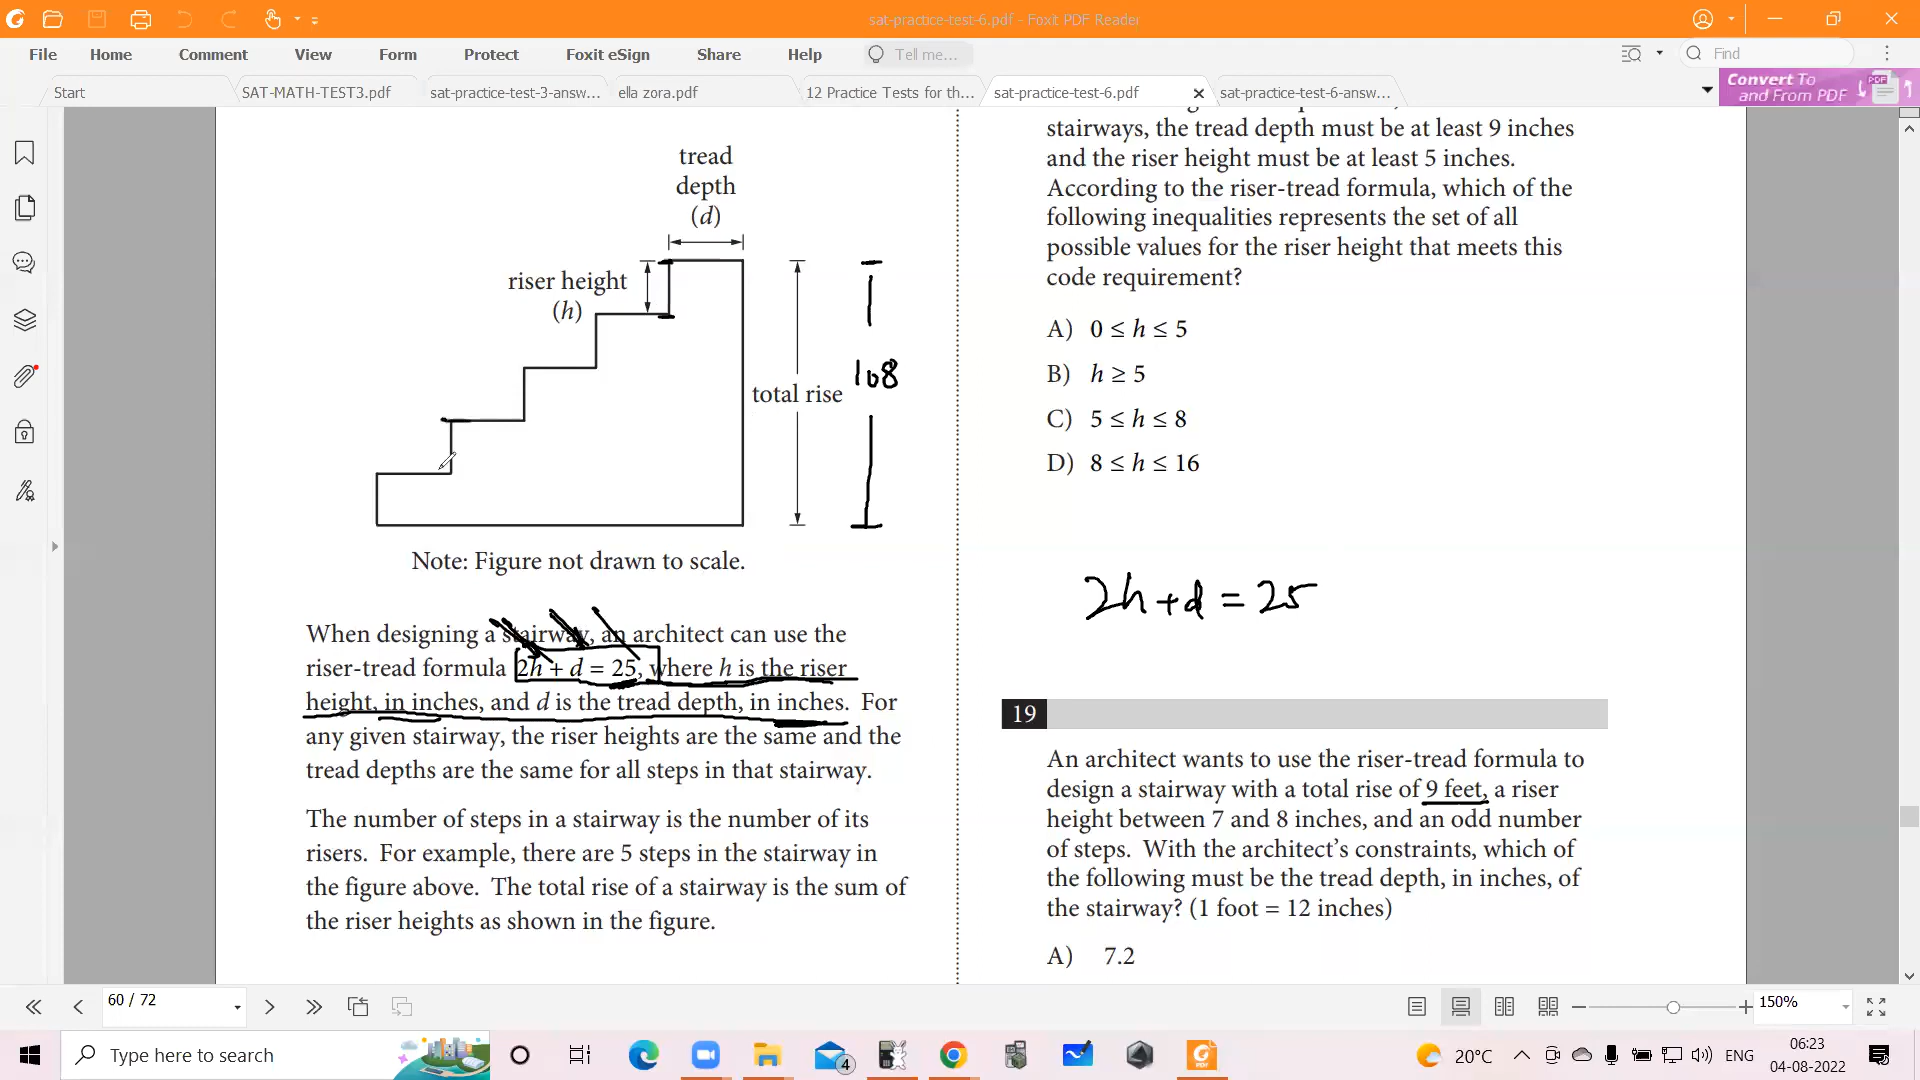 sat-practice-test-6.pdf - Foxit PDF Reader
File Home Comment View Form Protect Foxit eSign Share Help Tell me... Find
Start SAT-MATH-TEST3.pdf sat-practice-test-3-answ... ella zora.pdf 12 Practice Tests for th... sat-practice-test-6.pdf sat-practice-test-6-answ...
Convert To
and From PDF
PDF
tread
depth
(d)
riser height
(h)
total rise
108
Note: Figure not drawn to scale.
When designing a stairway, an architect can use the
riser-tread formula 2h + d = 25, where h is the riser
height, in inches, and d is the tread depth, in inches. For
any given stairway, the riser heights are the same and the
tread depths are the same for all steps in that stairway.
The number of steps in a stairway is the number of its
risers. For example, there are 5 steps in the stairway in
the figure above. The total rise of a stairway is the sum of
the riser heights as shown in the figure.
stairways, the tread depth must be at least 9 inches
and the riser height must be at least 5 inches.
According to the riser-tread formula, which of the
following inequalities represents the set of all
possible values for the riser height that meets this
code requirement?
A) 0 ≤ h ≤ 5
B) h ≥ 5
C) 5 ≤ h ≤ 8
D) 8 ≤ h ≤ 16
2h+d=25
19
An architect wants to use the riser-tread formula to
design a stairway with a total rise of 9 feet, a riser
height between 7 and 8 inches, and an odd number
of steps. With the architect's constraints, which of
the following must be the tread depth, in inches, of
the stairway? (1 foot = 12 inches)
A) 7.2
60 / 72
150%
Type here to search
4
20°C
ENG
06:23
04-08-2022